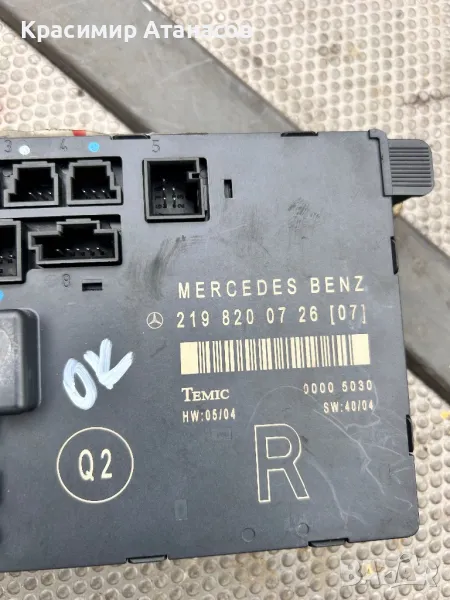 Красимир Атанасов
3 4 5
8
MERCEDES BENZ
219 820 07 26 [07]
OK
TEMIC 0000 5030
HW:05/04 SW:40/04
Q2
R